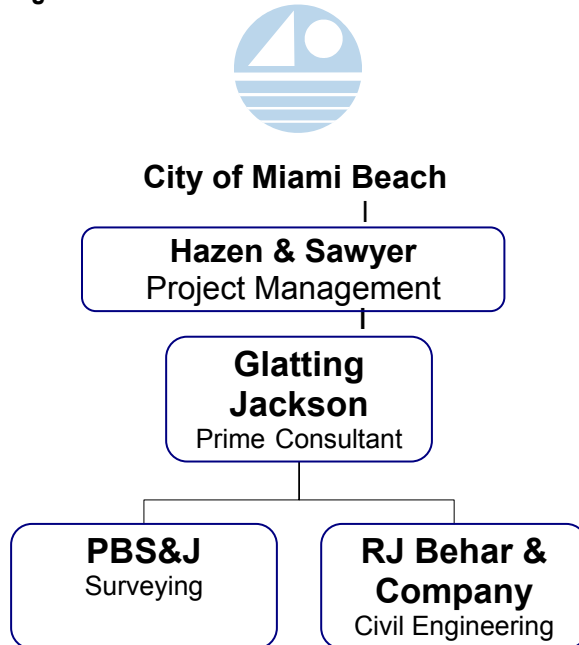 City of Miami Beach
Hazen & Sawyer
Project Management
Glatting
Jackson
Prime Consultant
PBS&J
Surveying
RJ Behar &
Company
Civil Engineering